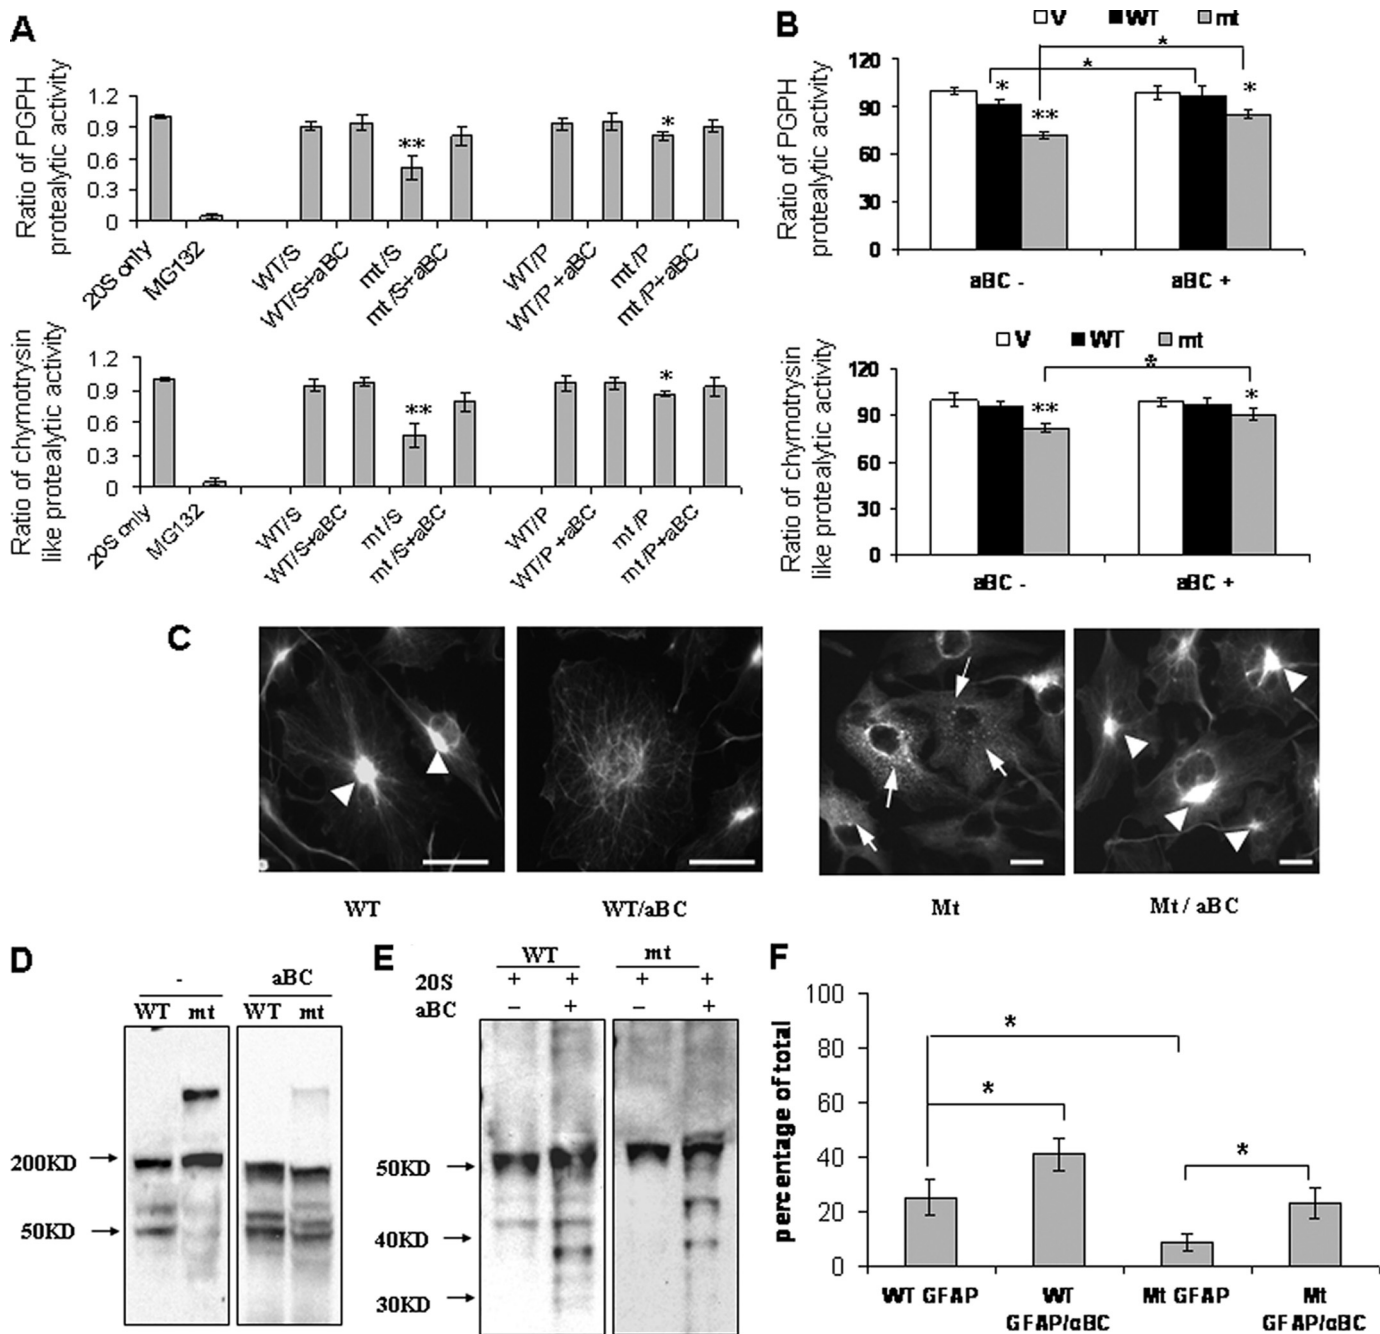 A
Ratio of PGPH
protealytic activity
1.2
0.9
0.6
0.3
0
**
*
20S only
MG132
WT/S
WT/S+aBC
mt/S
mt/S+aBC
WT/P
WT/P+aBC
mt/P
mt/P+aBC
Ratio of chymotrysin
like protealytic activity
1.2
0.9
0.6
0.3
0
**
*
20S only
MG132
WT/S
WT/S+aBC
mt/S
mt/S+aBC
WT/P
WT/P+aBC
mt/P
mt/P+aBC
B
V WT mt
Ratio of PGPH
protealytic activity
120
90
60
30
0
*
*
*
**
*
aBC -
aBC +
V WT mt
Ratio of chymotrysin
like protealytic activity
120
90
60
30
0
*
**
*
aBC -
aBC +
C
WT
WT/aBC
Mt
Mt / aBC
D
- aBC
WT mt WT mt
200KD
50KD
E
WT mt
20S + + + +
aBC – + – +
50KD
40KD
30KD
F
percentage of total
100
80
60
40
20
0
*
*
*
WT GFAP
WT
GFAP/αBC
Mt GFAP
Mt
GFAP/αBC